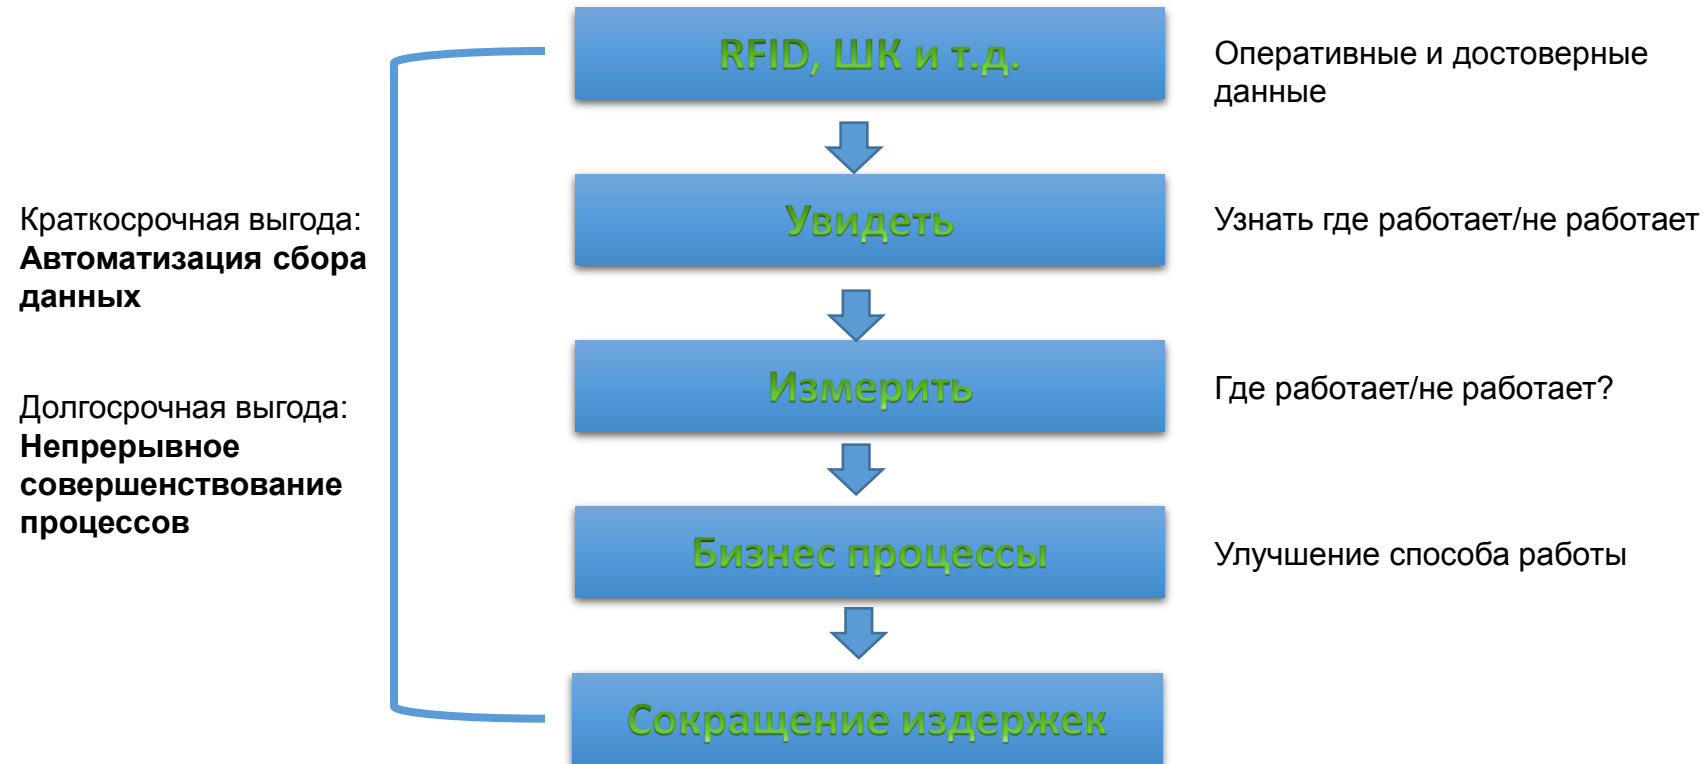 RFID, ШК и т.д.
Оперативные и достоверные
данные
Увидеть
Узнать где работает/не работает
Краткосрочная выгода:
Автоматизация сбора
данных
Измерить
Где работает/не работает?
Долгосрочная выгода:
Непрерывное
совершенствование
процессов
Бизнес процессы
Улучшение способа работы
Сокращение издержек